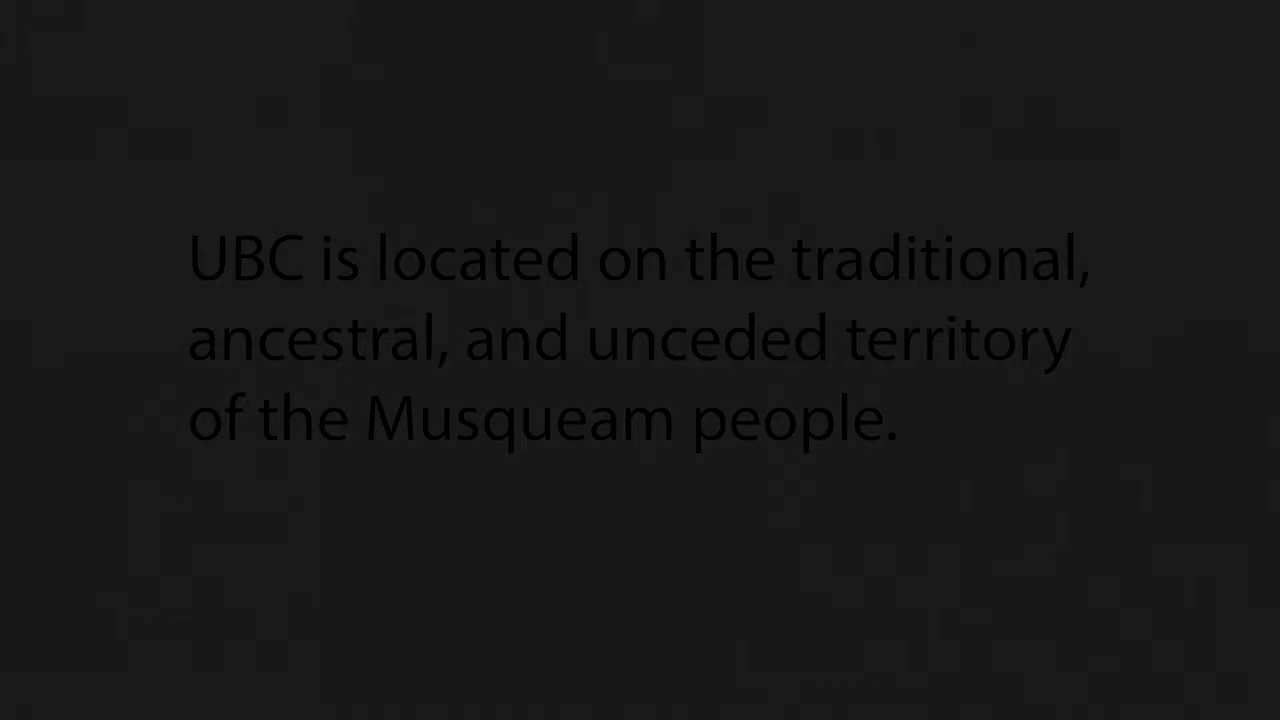 UBC is located on the traditional,
ancestral, and unceded territory
of the Musqueam people.